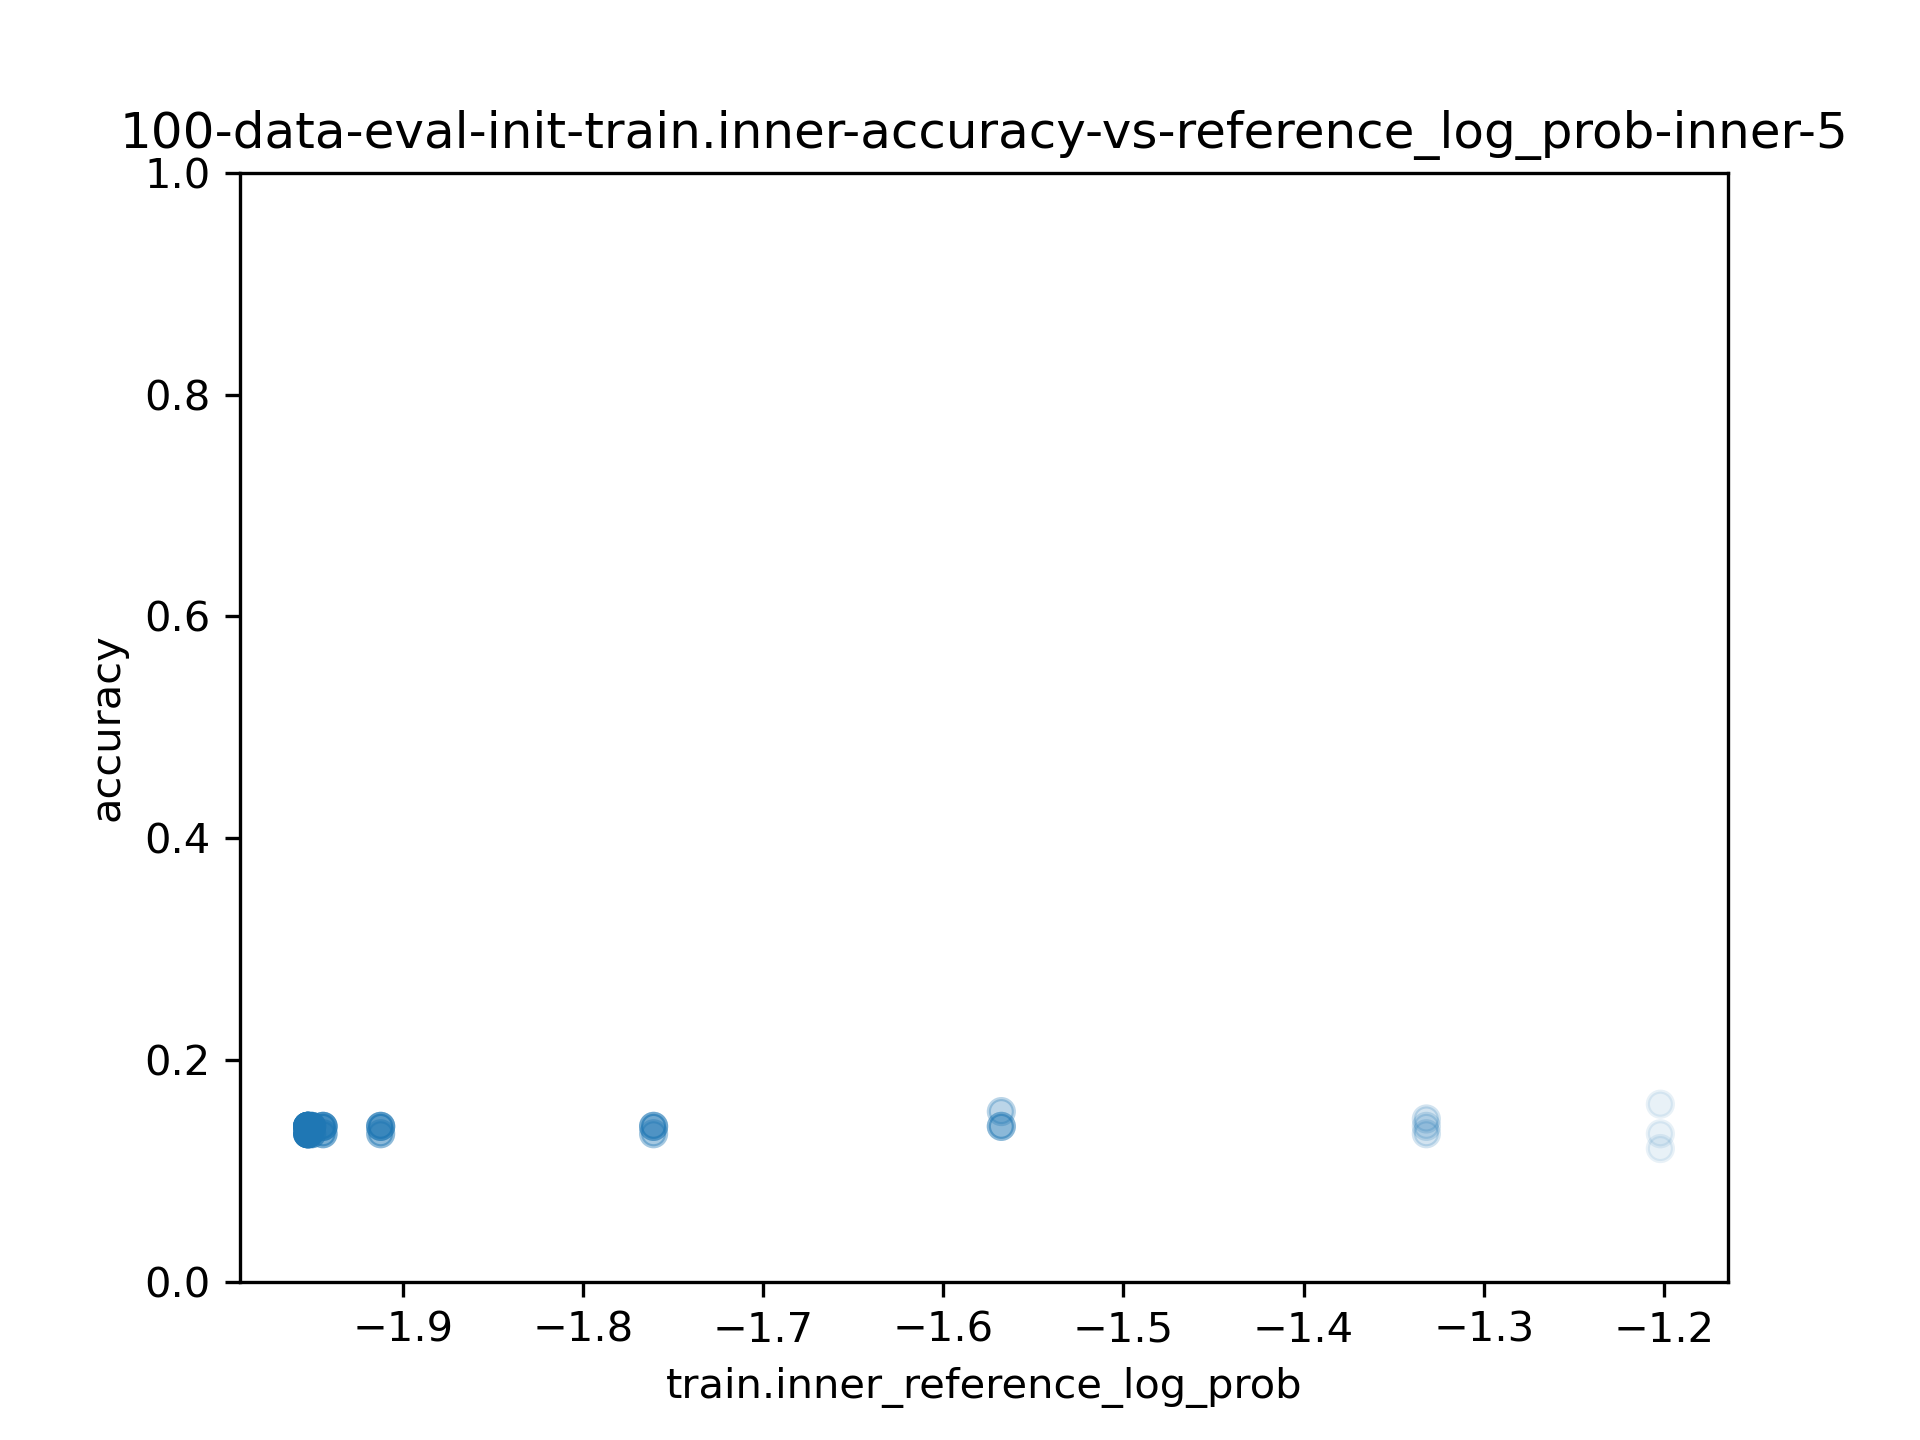 100-data-eval-init-train.inner-accuracy-vs-reference_log_prob-inner-5
1.0
0.8
0.6
0.4
0.2
0.0
accuracy
−1.9 −1.8 −1.7 −1.6 −1.5 −1.4 −1.3 −1.2
train.inner_reference_log_prob